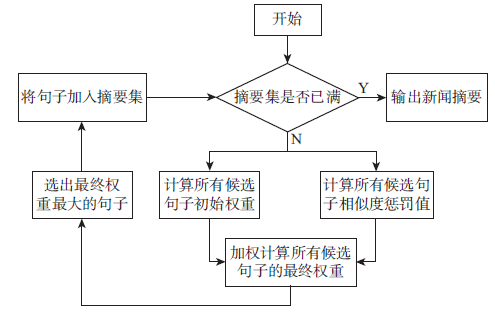 开始
将句子加入摘要集
摘要集是否已满
Y
输出新闻摘要
N
选出最终权
重最大的句子
计算所有候选
句子初始权重
计算所有候选句
子相似度惩罚值
加权计算所有候选
句子的最终权重